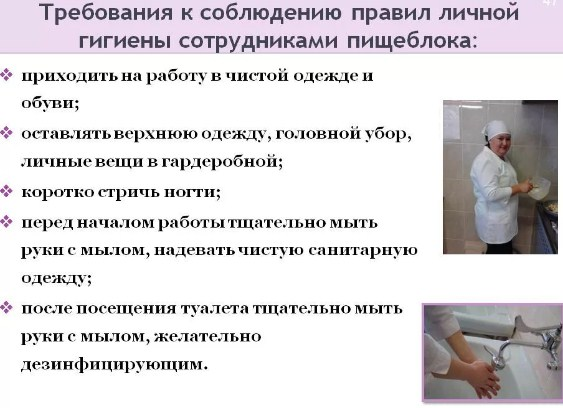 47
Требования к соблюдению правил личной
гигиены сотрудниками пищеблока:
приходить на работу в чистой одежде и
обуви;
оставлять верхнюю одежду, головной убор,
личные вещи в гардеробной;
коротко стричь ногти;
перед началом работы тщательно мыть
руки с мылом, надевать чистую санитарную
одежду;
после посещения туалета тщательно мыть
руки с мылом, желательно
дезинфицирующим.